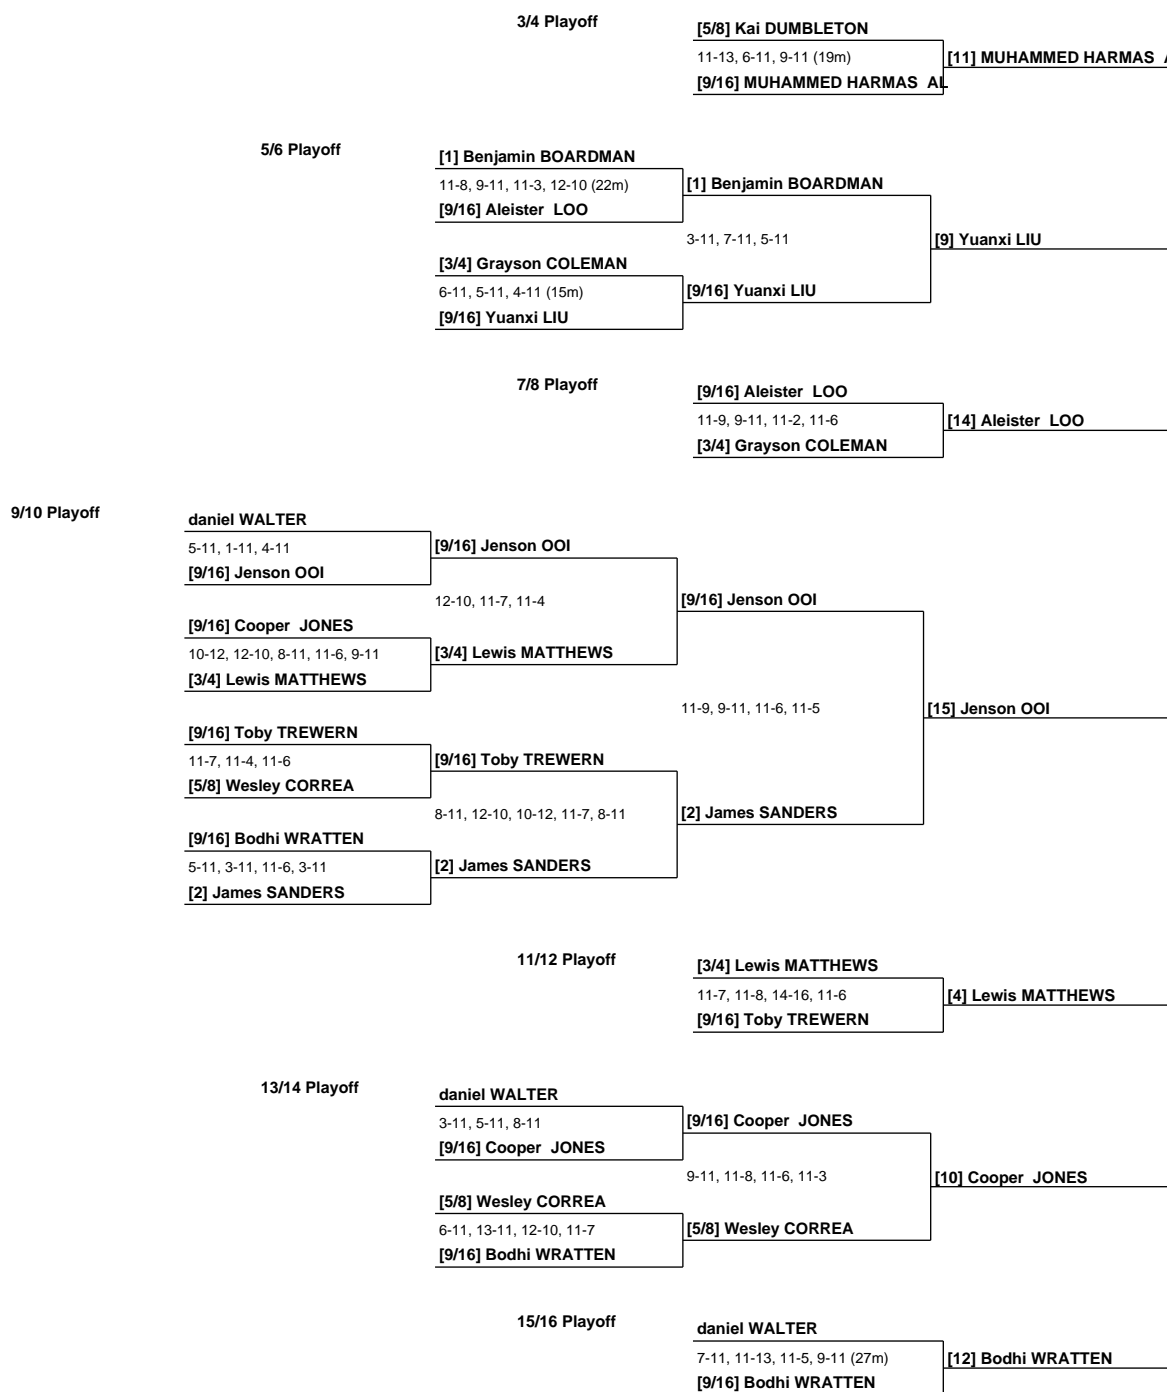 3/4 Playoff
[5/8] Kai DUMBLETON
11-13, 6-11, 9-11 (19m)
[11] MUHAMMED HARMAS
[9/16] MUHAMMED HARMAS AL
5/6 Playoff
[1] Benjamin BOARDMAN
11-8, 9-11, 11-3, 12-10 (22m)
[1] Benjamin BOARDMAN
[9/16] Aleister LOO
3-11, 7-11, 5-11
[9] Yuanxi LIU
[3/4] Grayson COLEMAN
6-11, 5-11, 4-11 (15m)
[9/16] Yuanxi LIU
[9/16] Yuanxi LIU
7/8 Playoff
[9/16] Aleister LOO
11-9, 9-11, 11-2, 11-6
[14] Aleister LOO
[3/4] Grayson COLEMAN
9/10 Playoff
daniel WALTER
5-11, 1-11, 4-11
[9/16] Jenson OOI
[9/16] Jenson OOI
12-10, 11-7, 11-4
[9/16] Jenson OOI
[9/16] Cooper JONES
10-12, 12-10, 8-11, 11-6, 9-11
[3/4] Lewis MATTHEWS
[3/4] Lewis MATTHEWS
11-9, 9-11, 11-6, 11-5
[15] Jenson OOI
[9/16] Toby TREWERN
11-7, 11-4, 11-6
[9/16] Toby TREWERN
[5/8] Wesley CORREA
8-11, 12-10, 10-12, 11-7, 8-11
[2] James SANDERS
[9/16] Bodhi WRATTEN
5-11, 3-11, 11-6, 3-11
[2] James SANDERS
[2] James SANDERS
11/12 Playoff
[3/4] Lewis MATTHEWS
11-7, 11-8, 14-16, 11-6
[4] Lewis MATTHEWS
[9/16] Toby TREWERN
13/14 Playoff
daniel WALTER
3-11, 5-11, 8-11
[9/16] Cooper JONES
[9/16] Cooper JONES
9-11, 11-8, 11-6, 11-3
[10] Cooper JONES
[5/8] Wesley CORREA
6-11, 13-11, 12-10, 11-7
[5/8] Wesley CORREA
[9/16] Bodhi WRATTEN
15/16 Playoff
daniel WALTER
7-11, 11-13, 11-5, 9-11 (27m)
[12] Bodhi WRATTEN
[9/16] Bodhi WRATTEN